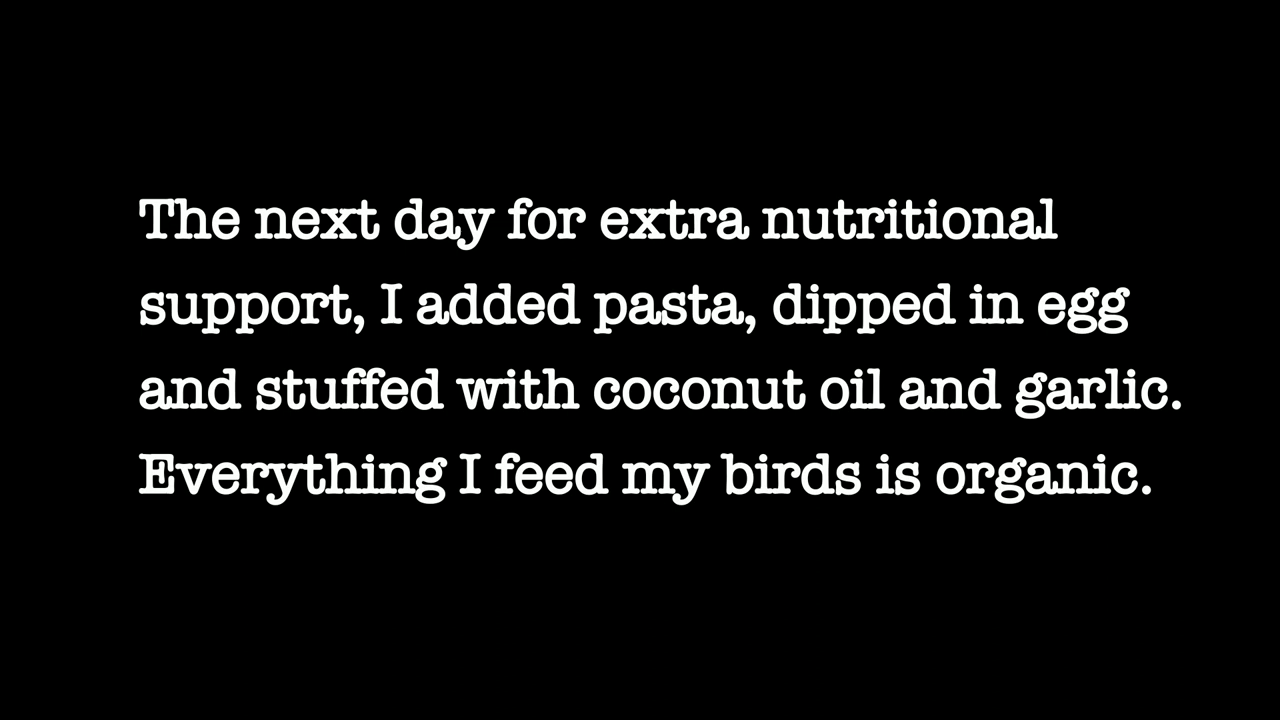 The next day for extra nutritional
support, I added pasta, dipped in egg
and stuffed with coconut oil and garlic.
Everything I feed my birds is organic.